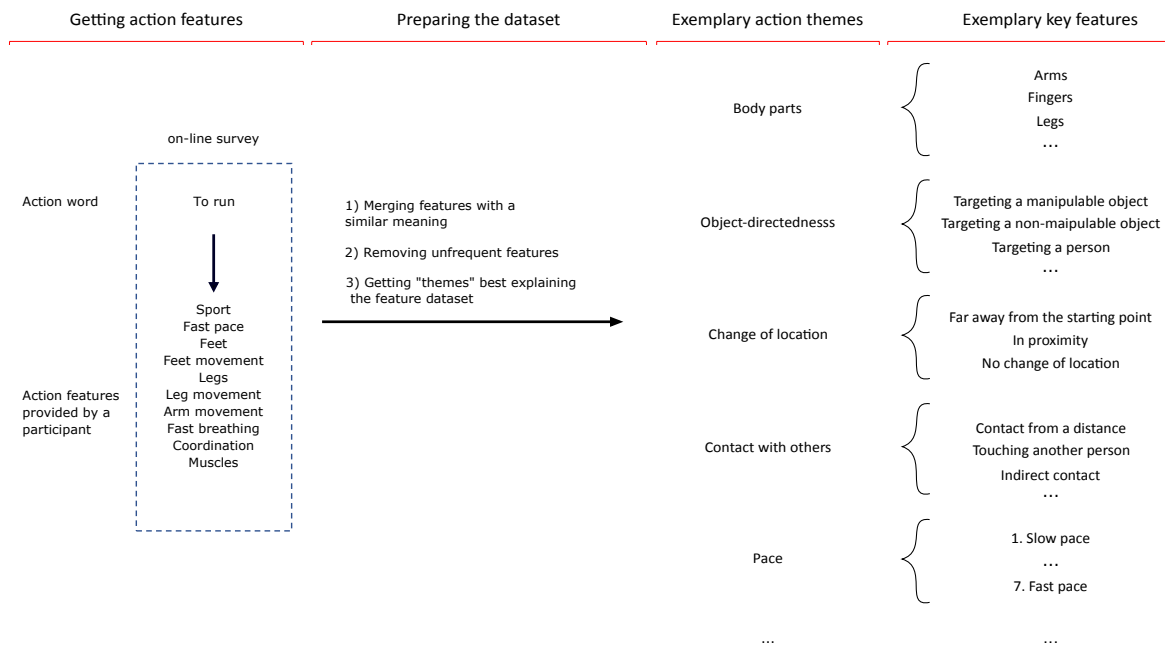 Getting action features
Preparing the dataset
Exemplary action themes
Exemplary key features
on-line survey
Action word
To run
Sport
Fast pace
Feet
Feet movement
Legs
Leg movement
Arm movement
Fast breathing
Coordination
Muscles
Action features
provided by a
participant
1) Merging features with a
similar meaning
2) Removing unfrequent features
3) Getting "themes" best explaining
the feature dataset
Body parts
Arms
Fingers
Legs
...
Object-directednesss
Targeting a manipulable object
Targeting a non-maipulable object
Targeting a person
...
Change of location
Far away from the starting point
In proximity
No change of location
Contact with others
Contact from a distance
Touching another person
Indirect contact
...
Pace
1. Slow pace
...
7. Fast pace
...
...